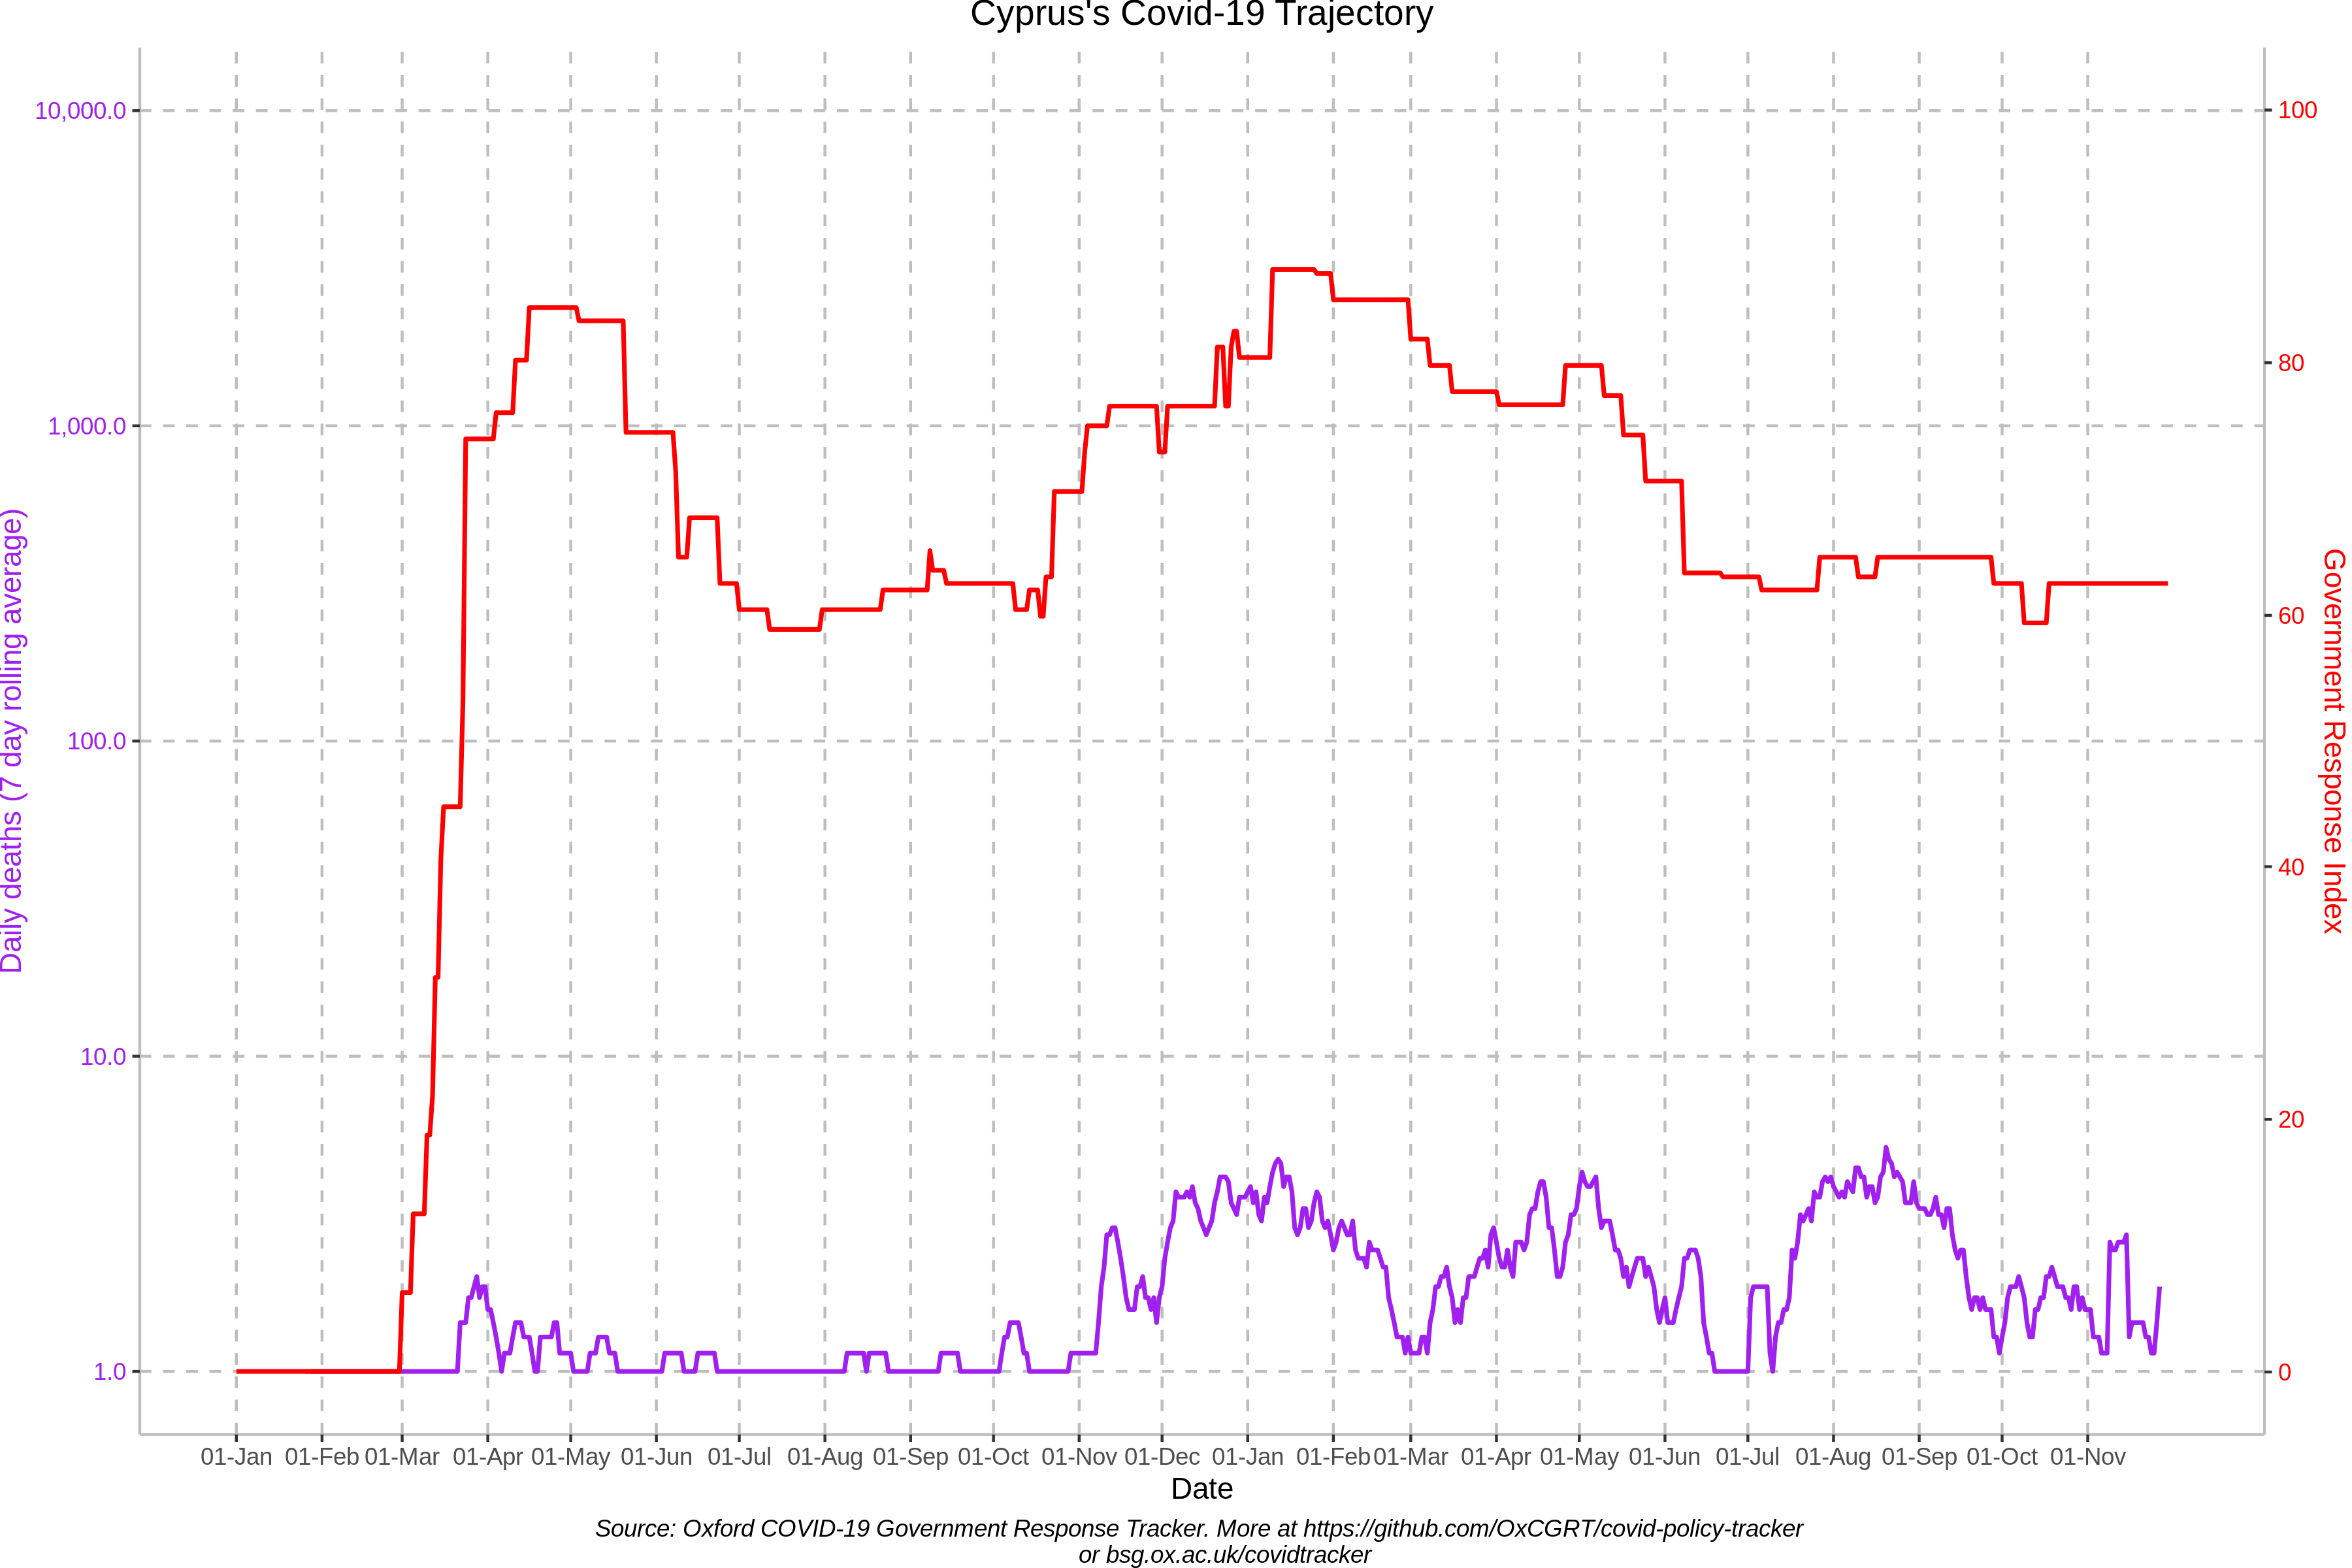 Cyprus's Covid-19 Trajectory
10,000.0
1,000.0
100.0
10.0
1.0
Daily deaths (7 day rolling average)
100
80
60
40
20
0
Government Response Index
01-Jan 01-Feb 01-Mar 01-Apr 01-May 01-Jun 01-Jul 01-Aug 01-Sep 01-Oct 01-Nov 01-Dec 01-Jan 01-Feb 01-Mar 01-Apr 01-May 01-Jun 01-Jul 01-Aug 01-Sep 01-Oct 01-Nov
Date
Source: Oxford COVID-19 Government Response Tracker. More at https://github.com/OxCGRT/covid-policy-tracker
or bsg.ox.ac.uk/covidtracker